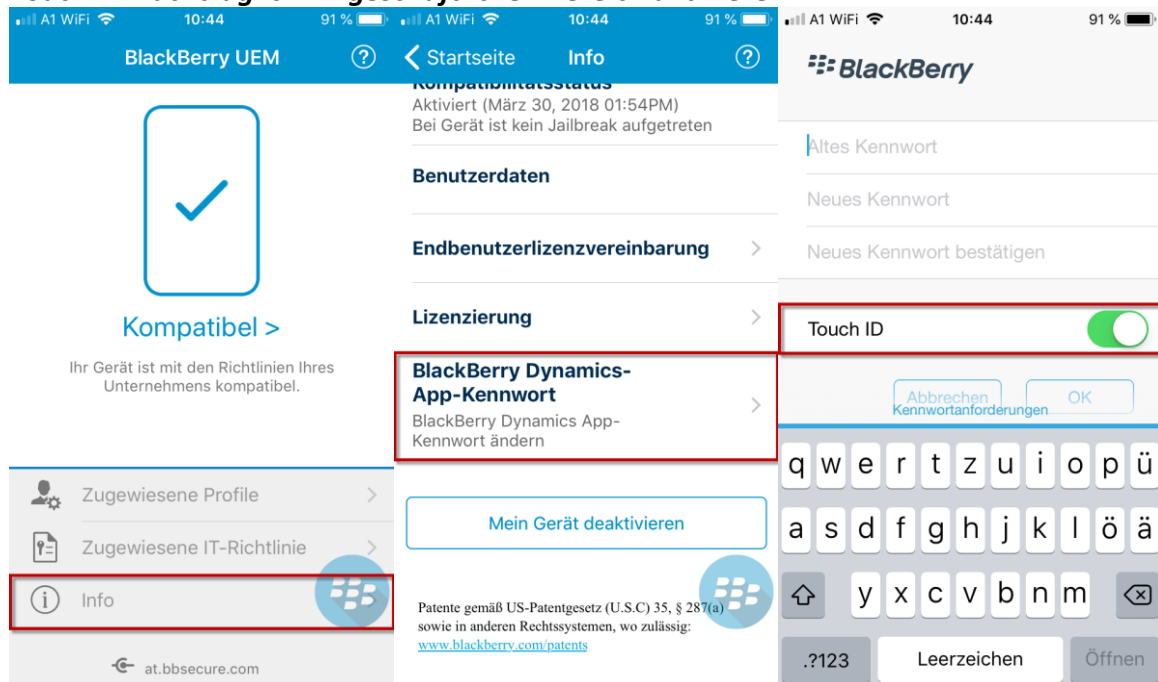 A1 WiFi 10:44 91 %
BlackBerry UEM
Kompatibel >
Ihr Gerät ist mit den Richtlinien Ihres
Unternehmens kompatibel.
Zugewiesene Profile
Zugewiesene IT-Richtlinie
Info
at.bbsecure.com
A1 WiFi 10:44 91 %
Startseite Info
Kompatibilitätsstatus
Aktiviert (März 30, 2018 01:54PM)
Bei Gerät ist kein Jailbreak aufgetreten
Benutzerdaten
Endbenutzerlizenzvereinbarung
Lizenzierung
BlackBerry Dynamics-
App-Kennwort
BlackBerry Dynamics App-
Kennwort ändern
Mein Gerät deaktivieren
Patente gemäß US-Patentgesetz (U.S.C) 35, § 287(a)
sowie in anderen Rechtssystemen, wo zulässig:
www.blackberry.com/patents
A1 WiFi 10:44 91 %
BlackBerry
Altes Kennwort
Neues Kennwort
Neues Kennwort bestätigen
Touch ID
Abbrechen OK
Kennwortanforderungen
q w e r t z u i o p ü
a s d f g h j k l ö ä
y x c v b n m
.?123 Leerzeichen Öffnen